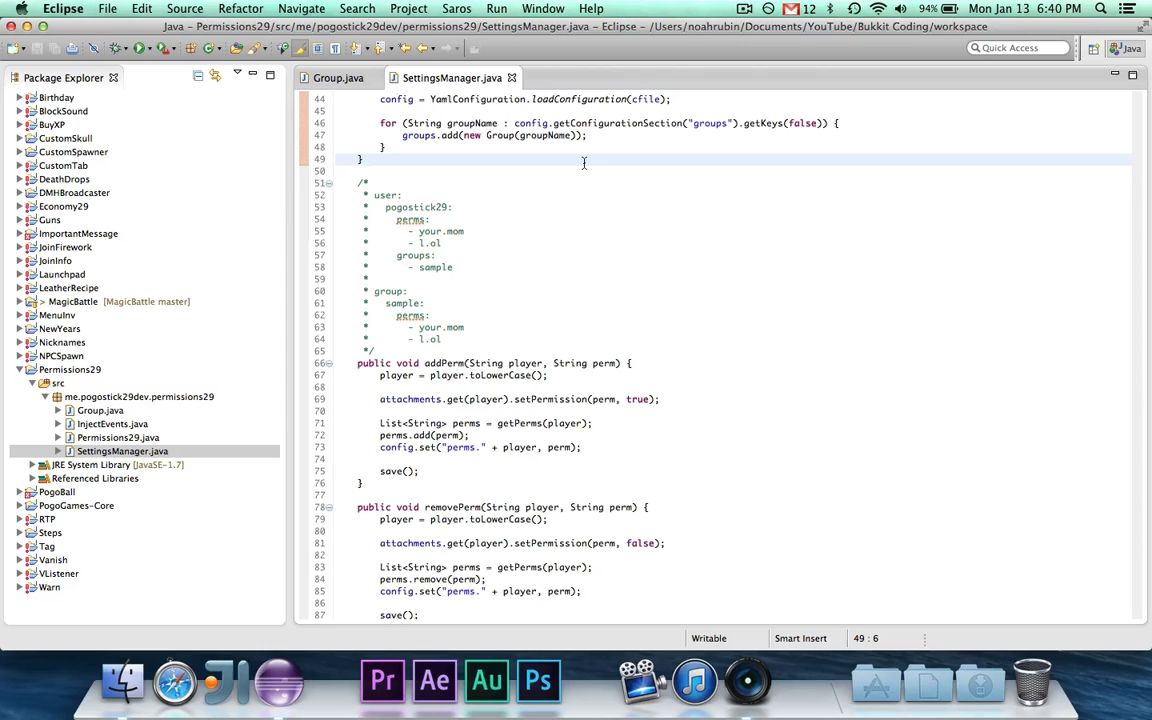 Eclipse File Edit Source Refactor Navigate Search Project Saros Run Window Help 12 94% Mon Jan 13 6:40 PM
Java - Permissions29/src/me/pogostick29dev/permissions29/SettingsManager.java - Eclipse - /Users/noahrubin/Documents/YouTube/Bukkit Coding/workspace
Quick Access Java
Package Explorer
Birthday
BlockSound
BuyXP
CustomSkull
CustomSpawner
CustomTab
DeathDrops
DMHBroadcaster
Economy29
Guns
ImportantMessage
JoinFirework
JoinInfo
Launchpad
LeatherRecipe
> MagicBattle [MagicBattle master]
MenuInv
NewYears
Nicknames
NPCSpawn
Permissions29
src
me.pogostick29dev.permissions29
Group.java
InjectEvents.java
Permissions29.java
SettingsManager.java
JRE System Library [JavaSE-1.7]
Referenced Libraries
PogoBall
PogoGames-Core
RTP
Steps
Tag
Vanish
VListener
Warn
Group.java SettingsManager.java
44 config = YamlConfiguration.loadConfiguration(cfile);
45
46 for (String groupName : config.getConfigurationSection("groups").getKeys(false)) {
47 groups.add(new Group(groupName));
48 }
49 }
50
51 /*
52 * user:
53 * pogostick29:
54 * perms:
55 * - your.mom
56 * - l.ol
57 * groups:
58 * - sample
59 *
60 * group:
61 * sample:
62 * perms:
63 * - your.mom
64 * - l.ol
65 */
66 public void addPerm(String player, String perm) {
67 player = player.toLowerCase();
68
69 attachments.get(player).setPermission(perm, true);
70
71 List<String> perms = getPerms(player);
72 perms.add(perm);
73 config.set("perms." + player, perm);
74
75 save();
76 }
77
78 public void removePerm(String player, String perm) {
79 player = player.toLowerCase();
80
81 attachments.get(player).setPermission(perm, false);
82
83 List<String> perms = getPerms(player);
84 perms.remove(perm);
85 config.set("perms." + player, perm);
86
87 save();
Writable Smart Insert 49 : 6
Pr Ae Au Ps